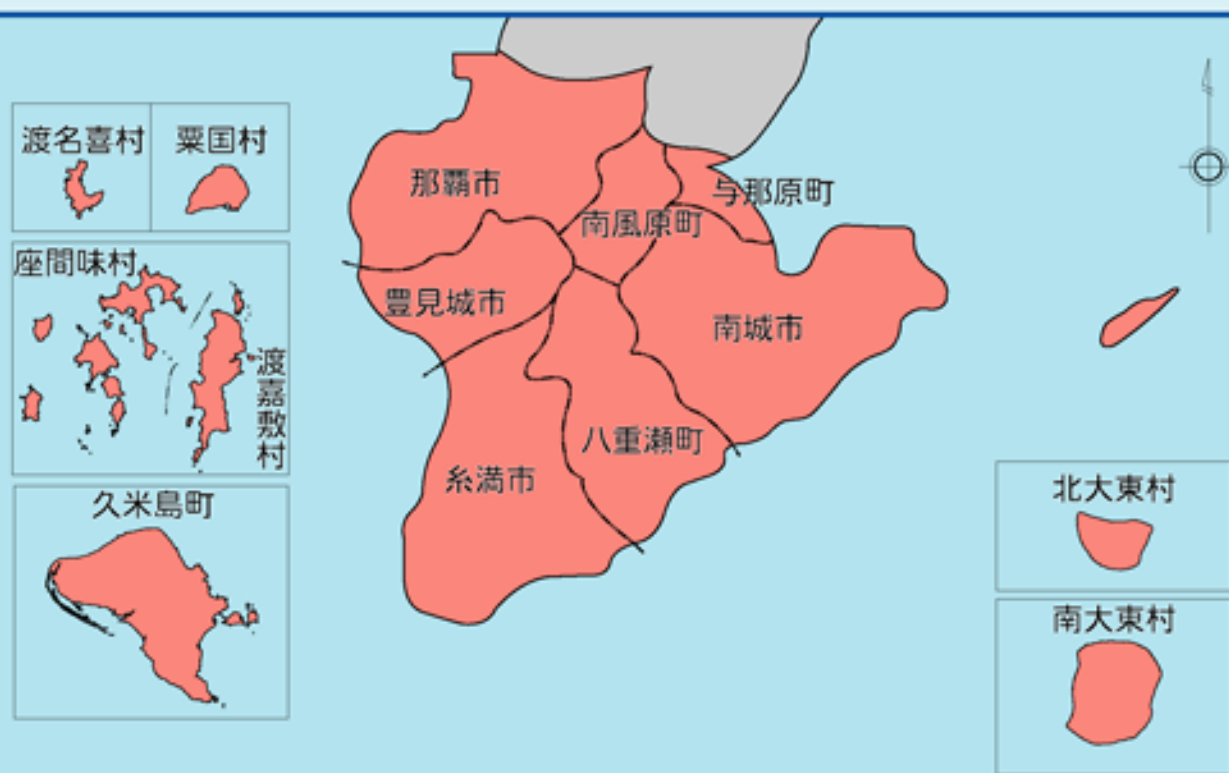 渡名喜村
粟国村
座間味村
渡嘉敷村
久米島町
那覇市
南風原町
与那原町
豊見城市
南城市
八重瀬町
糸満市
北大東村
南大東村